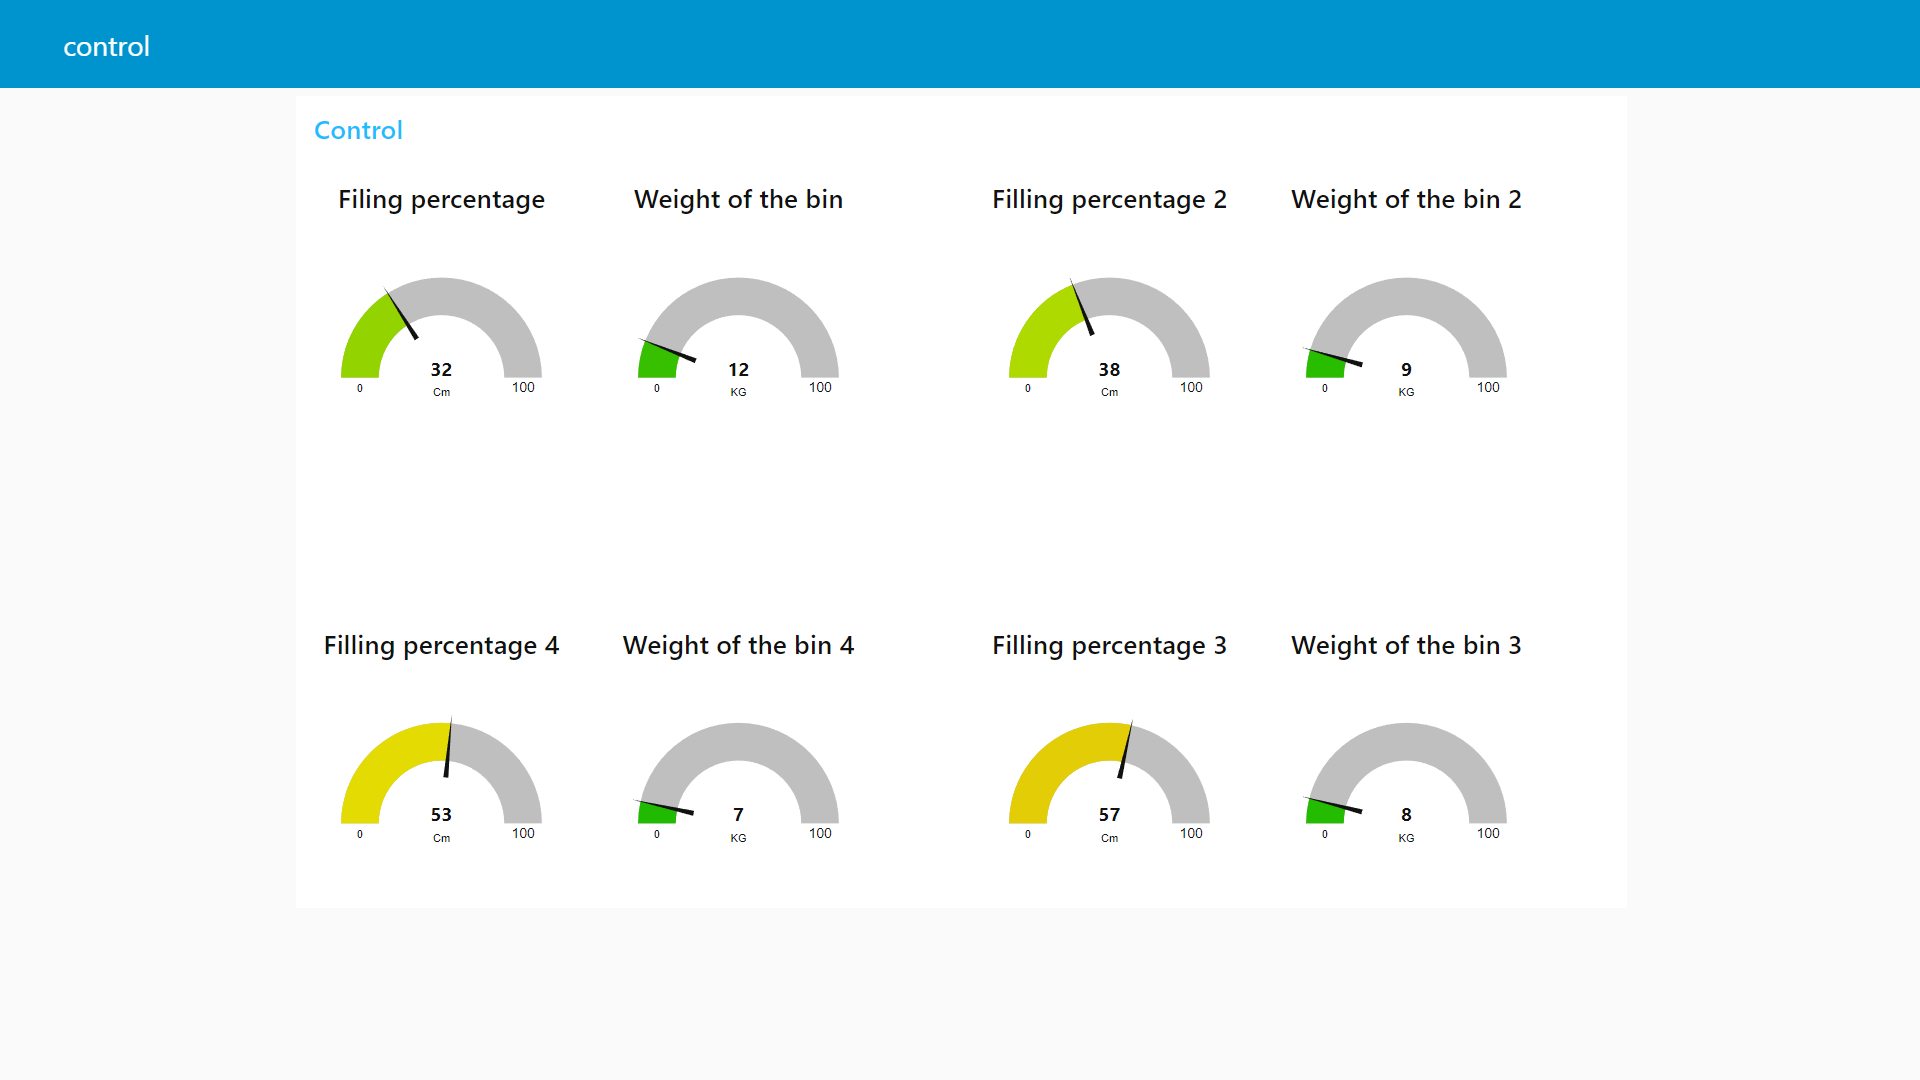 control
Control
Filing percentage
32
Cm
0
100
Weight of the bin
12
KG
0
100
Filling percentage 2
38
Cm
0
100
Weight of the bin 2
9
KG
0
100
Filling percentage 4
53
Cm
0
100
Weight of the bin 4
7
KG
0
100
Filling percentage 3
57
Cm
0
100
Weight of the bin 3
8
KG
0
100